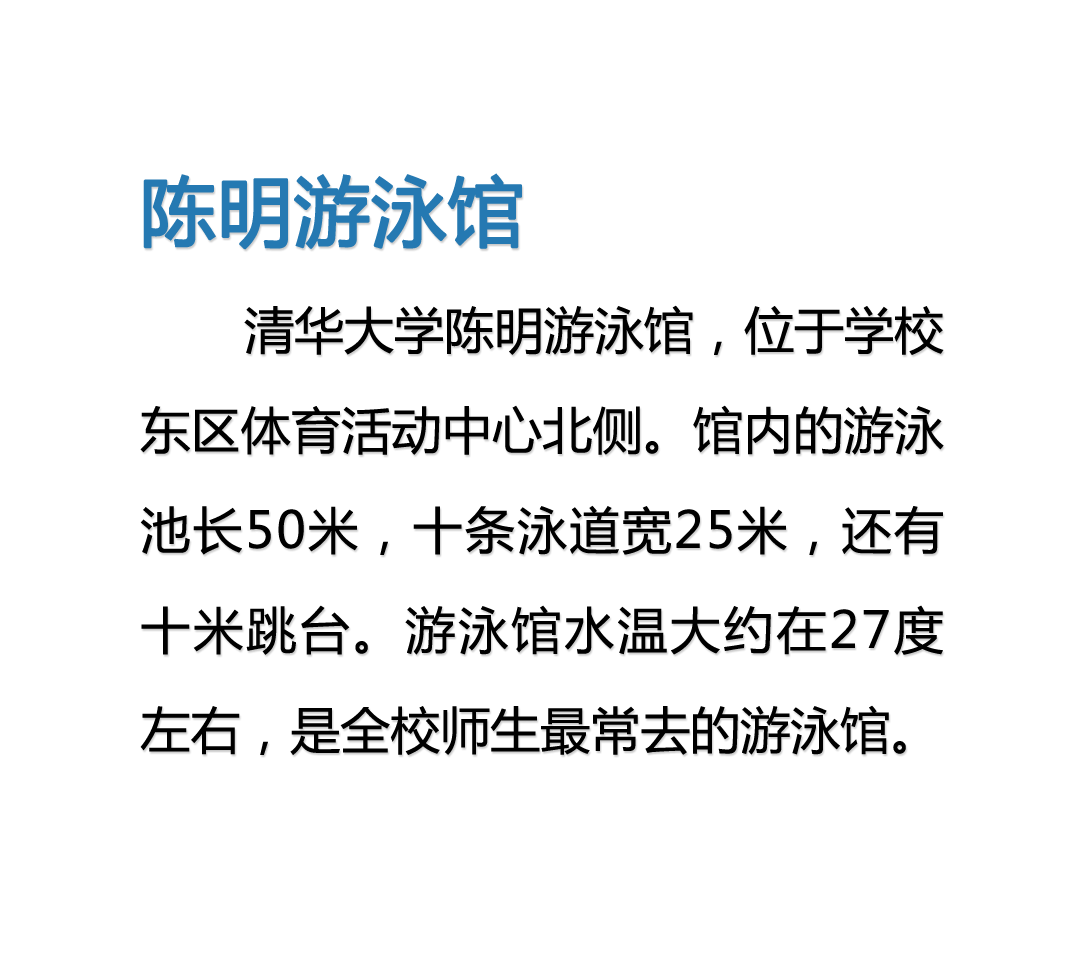 陈明游泳馆
清华大学陈明游泳馆，位于学校
东区体育活动中心北侧。馆内的游泳
池长50米，十条泳道宽25米，还有
十米跳台。游泳馆水温大约在27度
左右，是全校师生最常去的游泳馆。